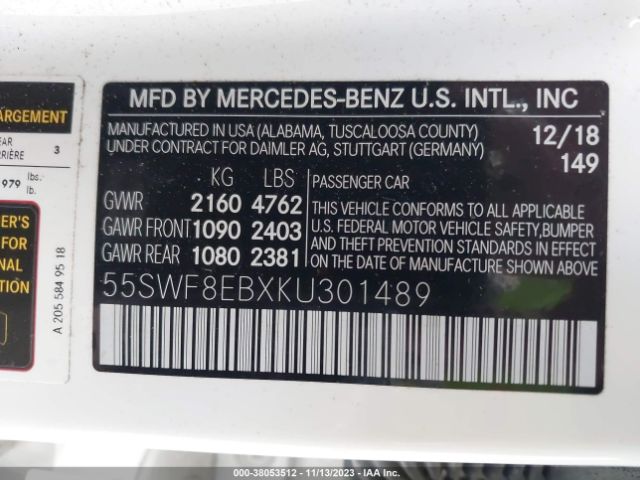 ARGEMENT
EAR
RRIÈRE 3
979 lbs.
lb.
ER'S
FOR
ONAL
ION
A 205 584 95 18
MFD BY MERCEDES-BENZ U.S. INTL., INC
MANUFACTURED IN USA (ALABAMA, TUSCALOOSA COUNTY) 12/18
UNDER CONTRACT FOR DAIMLER AG, STUTTGART (GERMANY) 149
KG LBS
GVWR 2160 4762
GAWR FRONT 1090 2403
GAWR REAR 1080 2381
PASSENGER CAR
THIS VEHICLE CONFORMS TO ALL APPLICABLE
U.S. FEDERAL MOTOR VEHICLE SAFETY,BUMPER
AND THEFT PREVENTION STANDARDS IN EFFECT
ON THE DATE OF MANUFACTURE SHOWN ABOVE.
55SWF8EBXKU301489
000-38053512 - 11/13/2023 - IAA Inc.